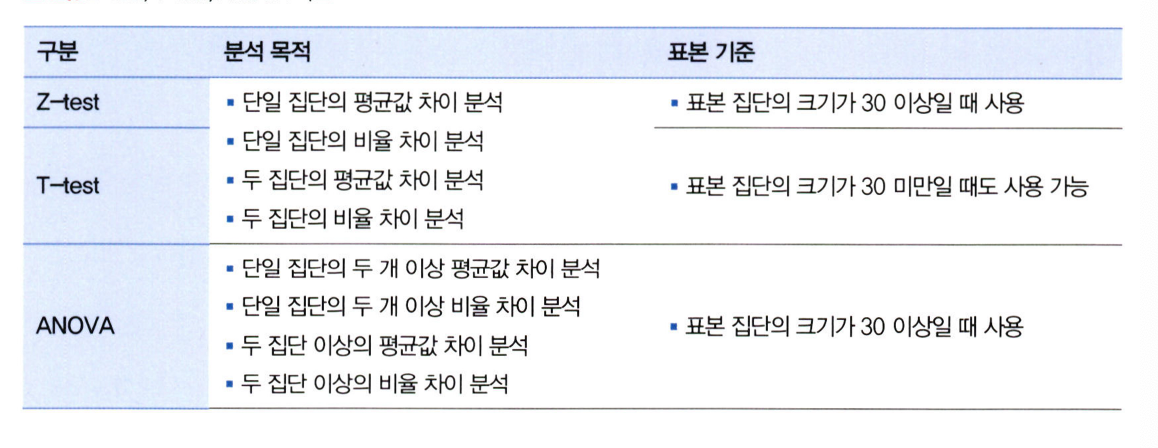 구분 분석 목적 표본 기준
Z-test ▪ 단일 집단의 평균값 차이 분석 ▪ 표본 집단의 크기가 30 이상일 때 사용
▪ 단일 집단의 비율 차이 분석
T-test ▪ 두 집단의 평균값 차이 분석 ▪ 표본 집단의 크기가 30 미만일 때도 사용 가능
▪ 두 집단의 비율 차이 분석
▪ 단일 집단의 두 개 이상 평균값 차이 분석
▪ 단일 집단의 두 개 이상 비율 차이 분석
ANOVA ▪ 표본 집단의 크기가 30 이상일 때 사용
▪ 두 집단 이상의 평균값 차이 분석
▪ 두 집단 이상의 비율 차이 분석